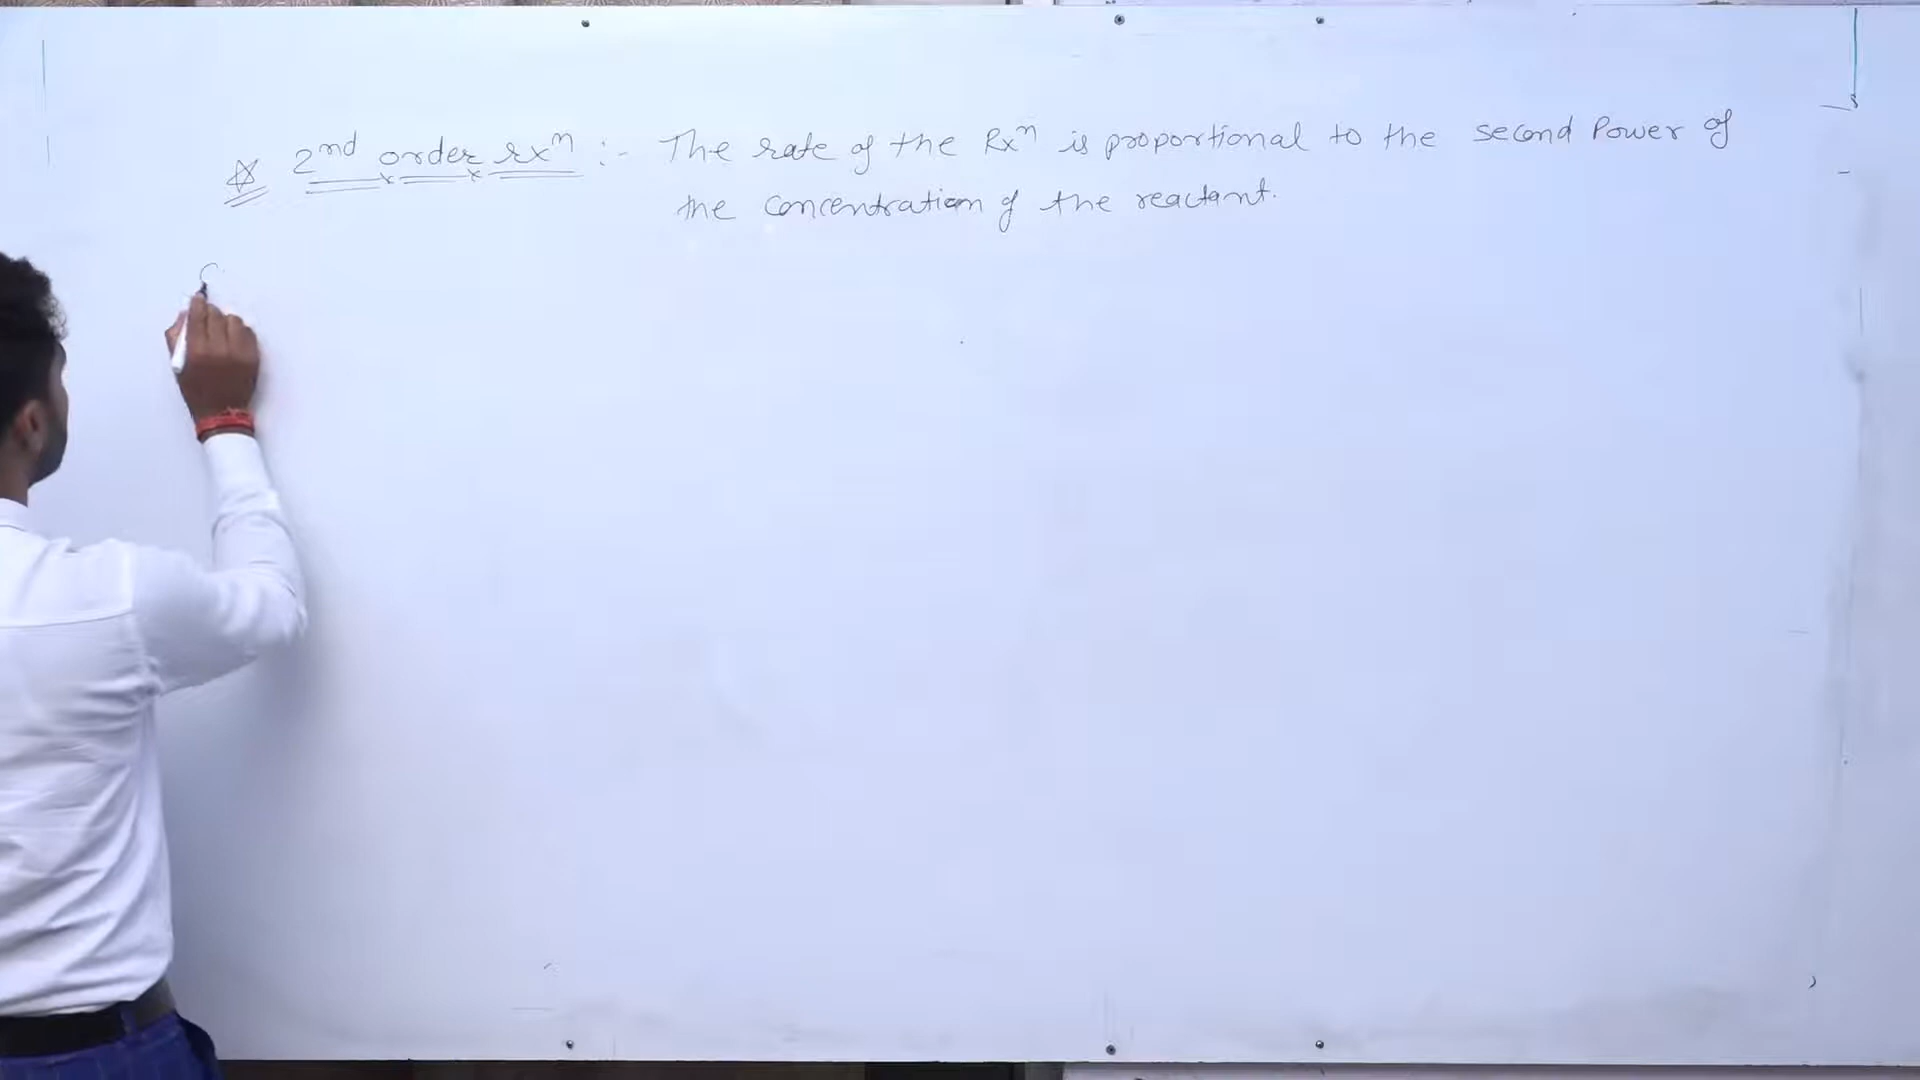 ☆ 2nd order rxn :- The rate of the Rxn is proportional to the second Power of
the concentration of the reactant.